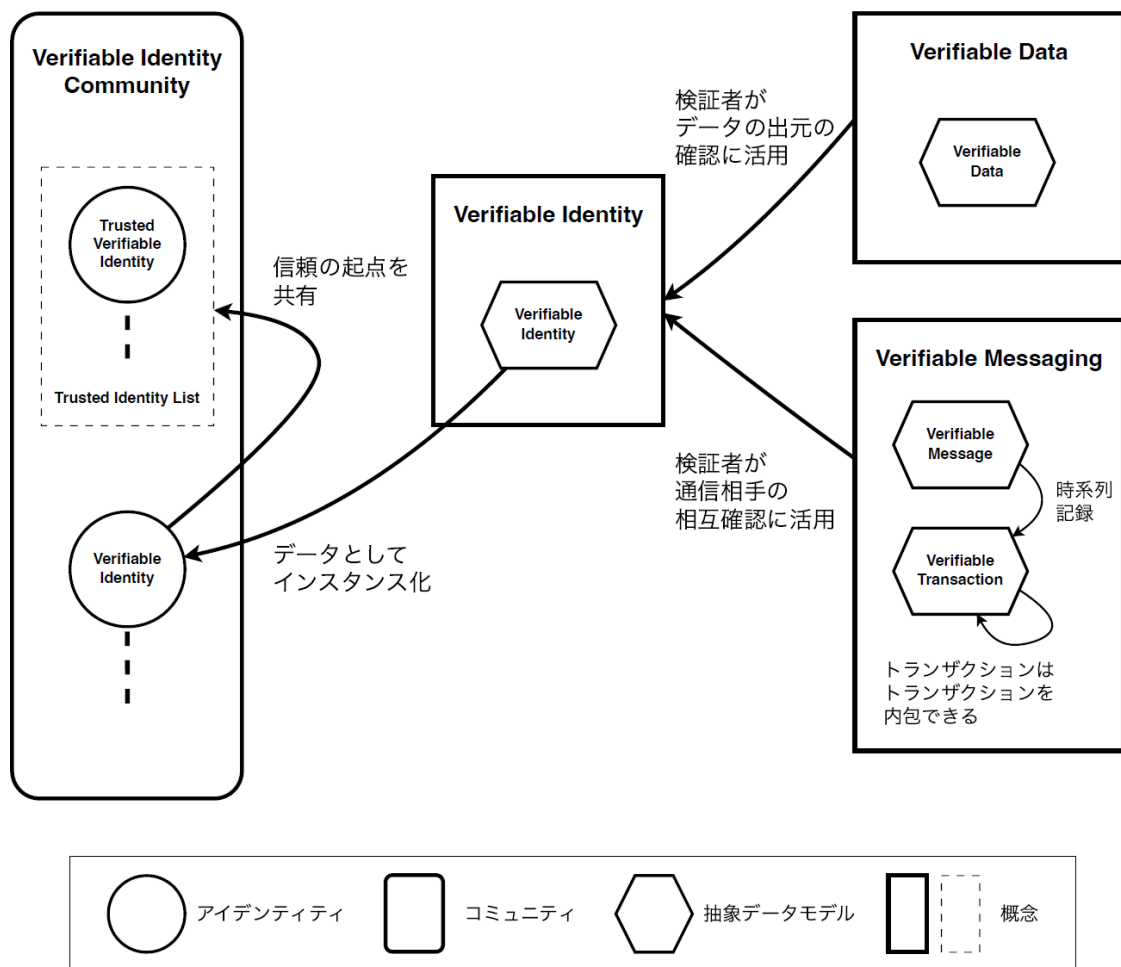 Verifiable Identity
Community
Trusted
Verifiable
Identity
Trusted Identity List
Verifiable
Identity
信頼の起点を
共有
データとして
インスタンス化
Verifiable Identity
Verifiable
Identity
検証者が
データの出元の
確認に活用
検証者が
通信相手の
相互確認に活用
Verifiable Data
Verifiable
Data
Verifiable Messaging
Verifiable
Message
時系列
記録
Verifiable
Transaction
トランザクションは
トランザクションを
内包できる
アイデンティティ
コミュニティ
抽象データモデル
概念